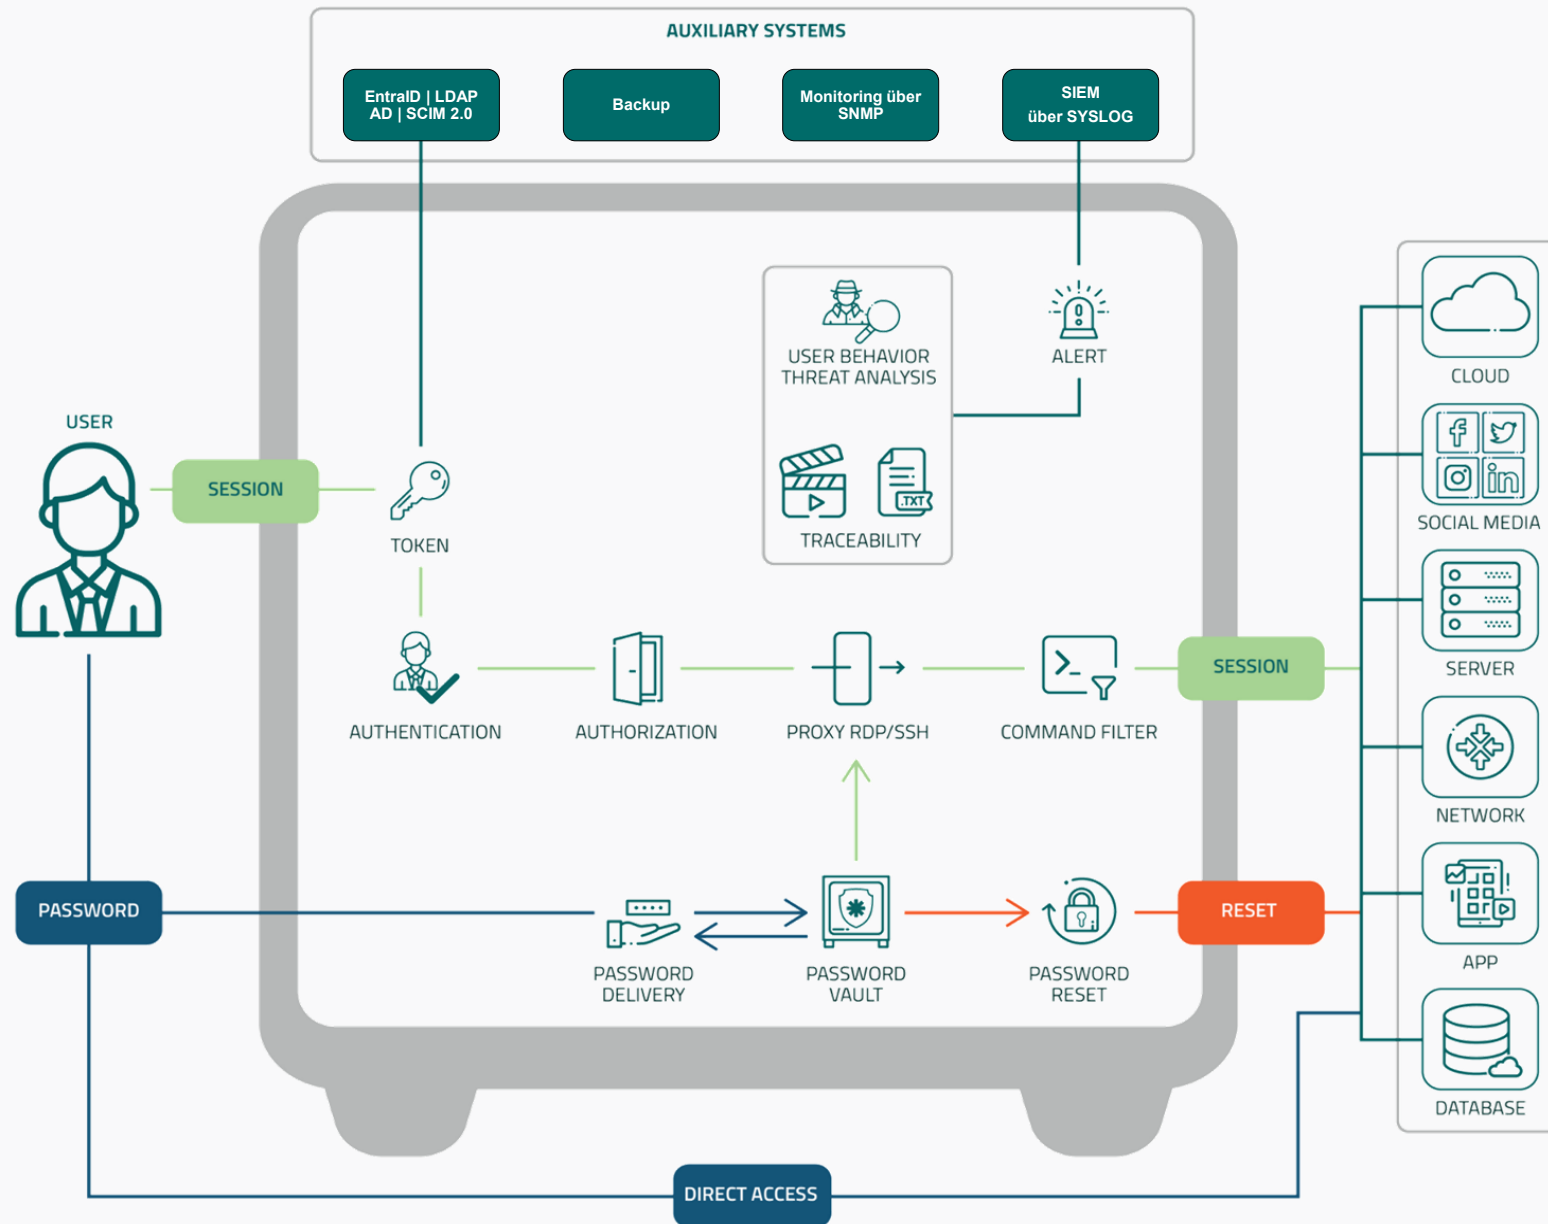 AUXILIARY SYSTEMS
EntraID | LDAP
AD | SCIM 2.0
Backup
Monitoring über
SNMP
SIEM
über SYSLOG
USER BEHAVIOR
THREAT ANALYSIS
ALERT
CLOUD
USER
SESSION
TOKEN
.TXT
TRACEABILITY
f
in
SOCIAL MEDIA
SERVER
AUTHENTICATION
AUTHORIZATION
PROXY RDP/SSH
COMMAND FILTER
SESSION
NETWORK
PASSWORD
PASSWORD
DELIVERY
PASSWORD
VAULT
PASSWORD
RESET
RESET
APP
DATABASE
DIRECT ACCESS